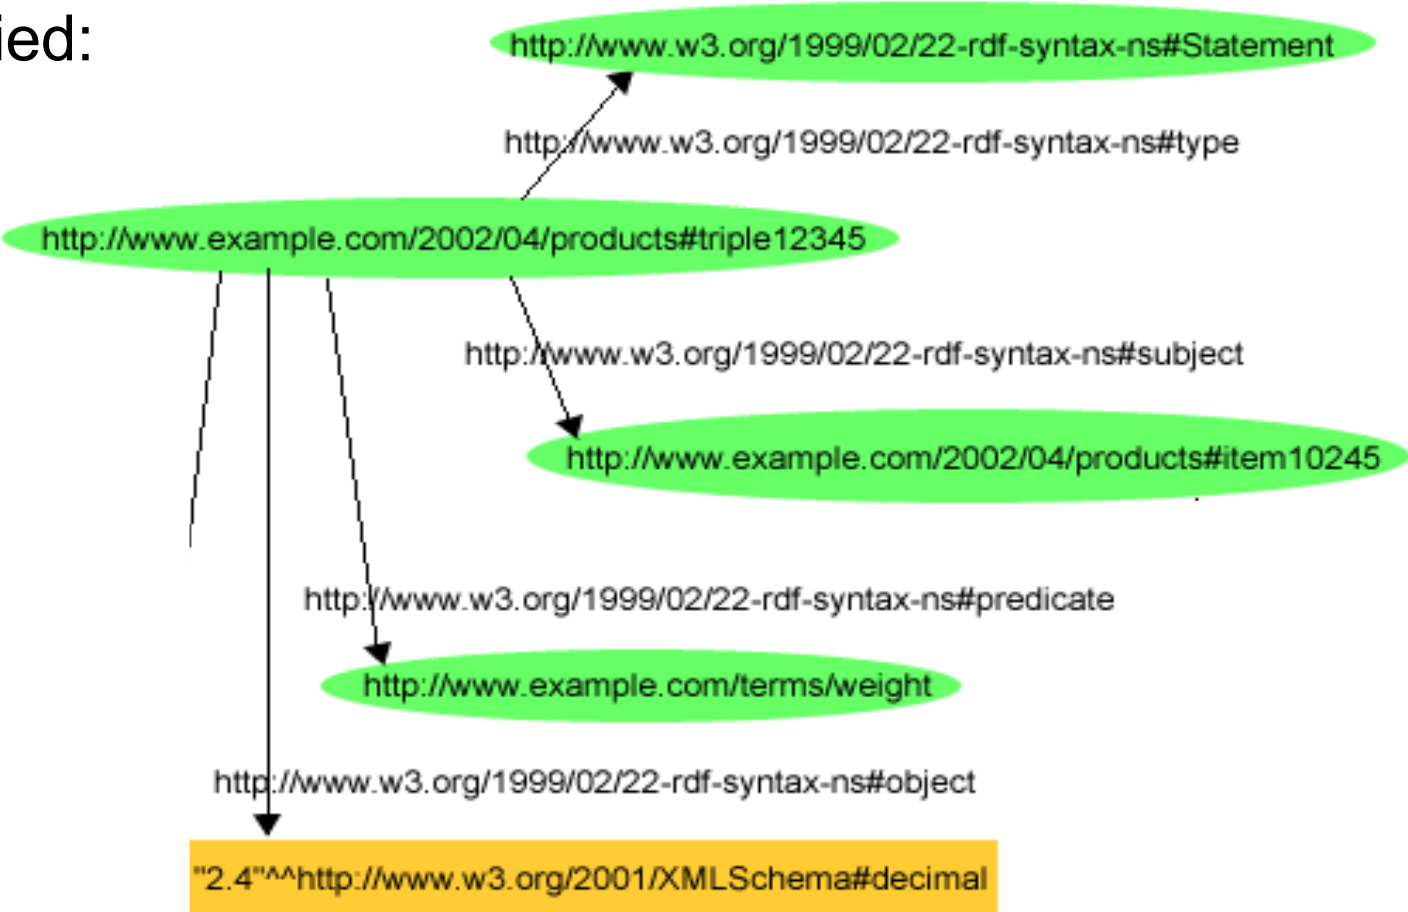 ied:
http://www.w3.org/1999/02/22-rdf-syntax-ns#Statement
http://www.w3.org/1999/02/22-rdf-syntax-ns#type
http://www.example.com/2002/04/products#triple12345
http://www.w3.org/1999/02/22-rdf-syntax-ns#subject
http://www.example.com/2002/04/products#item10245
http://www.w3.org/1999/02/22-rdf-syntax-ns#predicate
http://www.example.com/terms/weight
http://www.w3.org/1999/02/22-rdf-syntax-ns#object
"2.4"^^http://www.w3.org/2001/XMLSchema#decimal